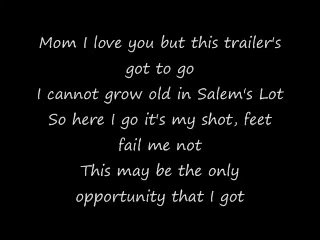 Mom I love you but this trailer's
got to go
I cannot grow old in Salem's Lot
So here I go it's my shot, feet
fail me not
This may be the only
opportunity that I got